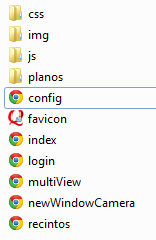 css
img
js
planos
config
favicon
index
login
multiView
newWindowCamera
recintos